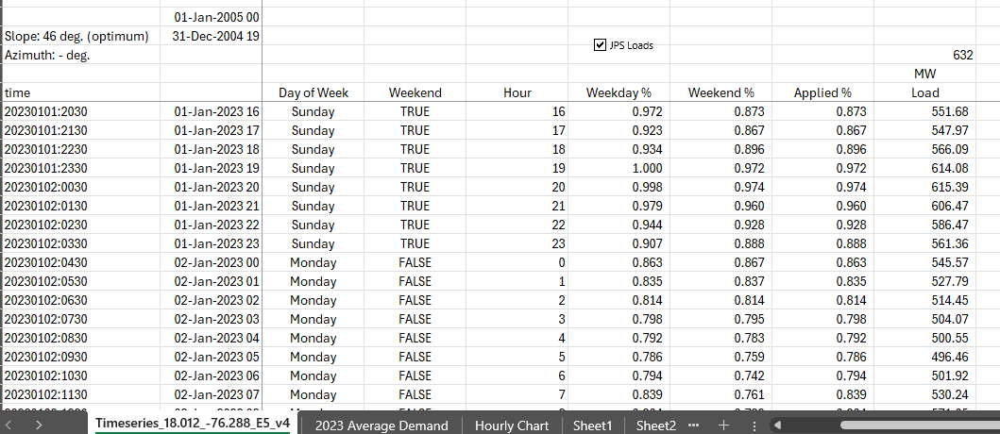 01-Jan-2005 00
Slope: 46 deg. (optimum) 31-Dec-2004 19 JPS Loads
Azimuth: - deg. 632
MW
time Day of Week Weekend Hour Weekday % Weekend % Applied % Load
20230101:2030 01-Jan-2023 16 Sunday TRUE 16 0.972 0.873 0.873 551.68
20230101:2130 01-Jan-2023 17 Sunday TRUE 17 0.923 0.867 0.867 547.97
20230101:2230 01-Jan-2023 18 Sunday TRUE 18 0.934 0.896 0.896 566.09
20230101:2330 01-Jan-2023 19 Sunday TRUE 19 1.000 0.972 0.972 614.08
20230102:0030 01-Jan-2023 20 Sunday TRUE 20 0.998 0.974 0.974 615.39
20230102:0130 01-Jan-2023 21 Sunday TRUE 21 0.979 0.960 0.960 606.47
20230102:0230 01-Jan-2023 22 Sunday TRUE 22 0.944 0.928 0.928 586.47
20230102:0330 01-Jan-2023 23 Sunday TRUE 23 0.907 0.888 0.888 561.36
20230102:0430 02-Jan-2023 00 Monday FALSE 0 0.863 0.867 0.863 545.57
20230102:0530 02-Jan-2023 01 Monday FALSE 1 0.835 0.837 0.835 527.79
20230102:0630 02-Jan-2023 02 Monday FALSE 2 0.814 0.814 0.814 514.45
20230102:0730 02-Jan-2023 03 Monday FALSE 3 0.798 0.795 0.798 504.07
20230102:0830 02-Jan-2023 04 Monday FALSE 4 0.792 0.783 0.792 500.55
20230102:0930 02-Jan-2023 05 Monday FALSE 5 0.786 0.759 0.786 496.46
20230102:1030 02-Jan-2023 06 Monday FALSE 6 0.794 0.742 0.794 501.92
20230102:1130 02-Jan-2023 07 Monday FALSE 7 0.839 0.761 0.839 530.24
Timeseries_18.012_-76.288_E5_v4 2023 Average Demand Hourly Chart Sheet1 Sheet2